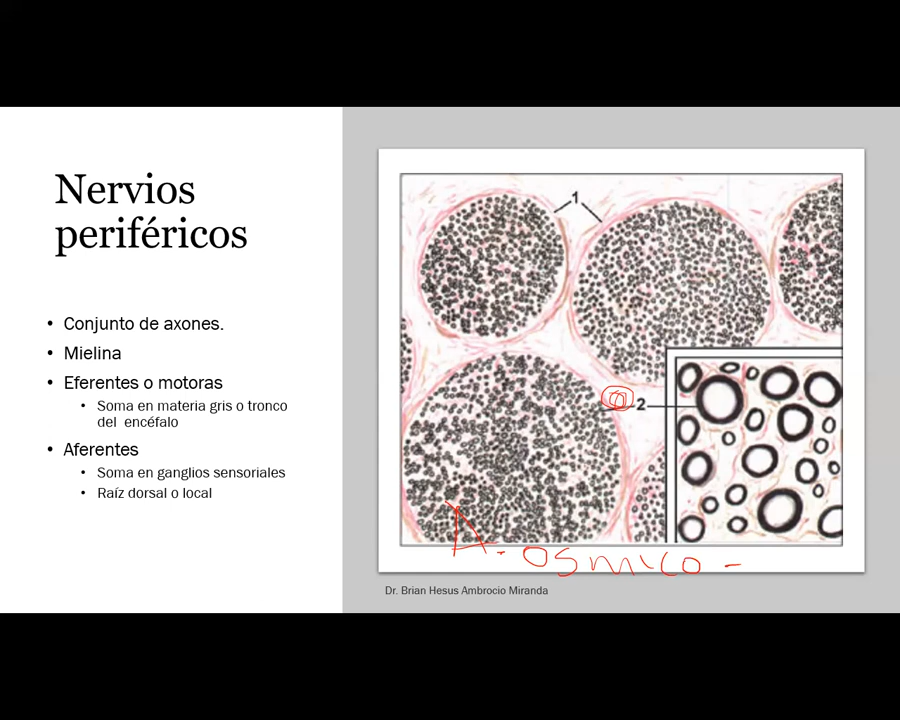 Nervios
periféricos
• Conjunto de axones.
• Mielina
• Eferentes o motoras
• Soma en materia gris o tronco
del encéfalo
• Aferentes
• Soma en ganglios sensoriales
• Raíz dorsal o local
1
2
A. osmico -
Dr. Brian Hesus Ambrocio Miranda